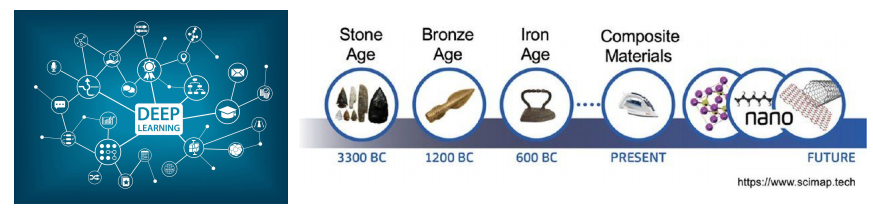 DEEP
LEARNING
Stone
Age
Bronze
Age
Iron
Age
Composite
Materials
nano
3300 BC
1200 BC
600 BC
PRESENT
FUTURE
https://www.scimap.tech